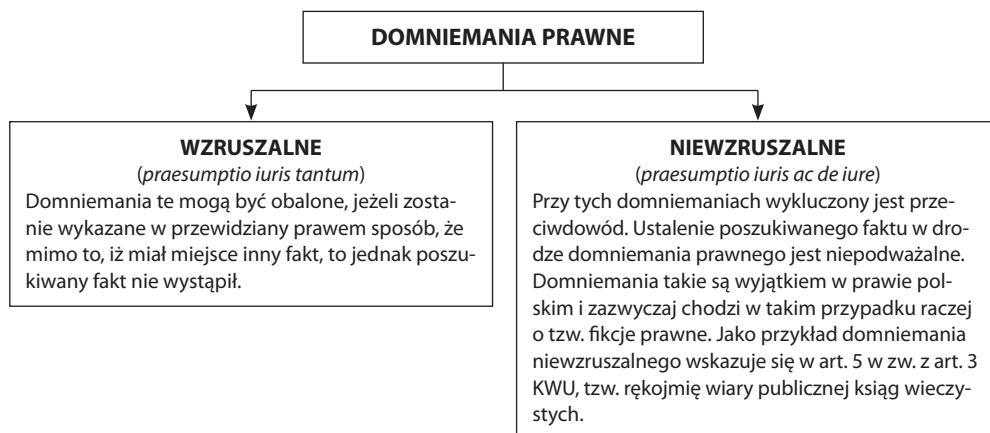 DOMNIEMANIA PRAWNE
WZRUSZALNE
(praesumptio iuris tantum)
Domniemania te mogą być obalone, jeżeli zosta-
nie wykazane w przewidziany prawem sposób, że
mimo to, iż miał miejsce inny fakt, to jednak poszu-
kiwany fakt nie wystąpił.
NIEWZRUSZALNE
(praesumptio iuris ac de iure)
Przy tych domniemaniach wykluczony jest prze-
ciwdowód. Ustalenie poszukiwanego faktu w dro-
dze domniemania prawnego jest niepodważalne.
Domniemania takie są wyjątkiem w prawie pol-
skim i zazwyczaj chodzi w takim przypadku raczej
o tzw. fikcje prawne. Jako przykład domniemania
niewzruszalnego wskazuje się w art. 5 w zw. z art. 3
KWU, tzw. rękojmię wiary publicznej ksiąg wieczy-
stych.